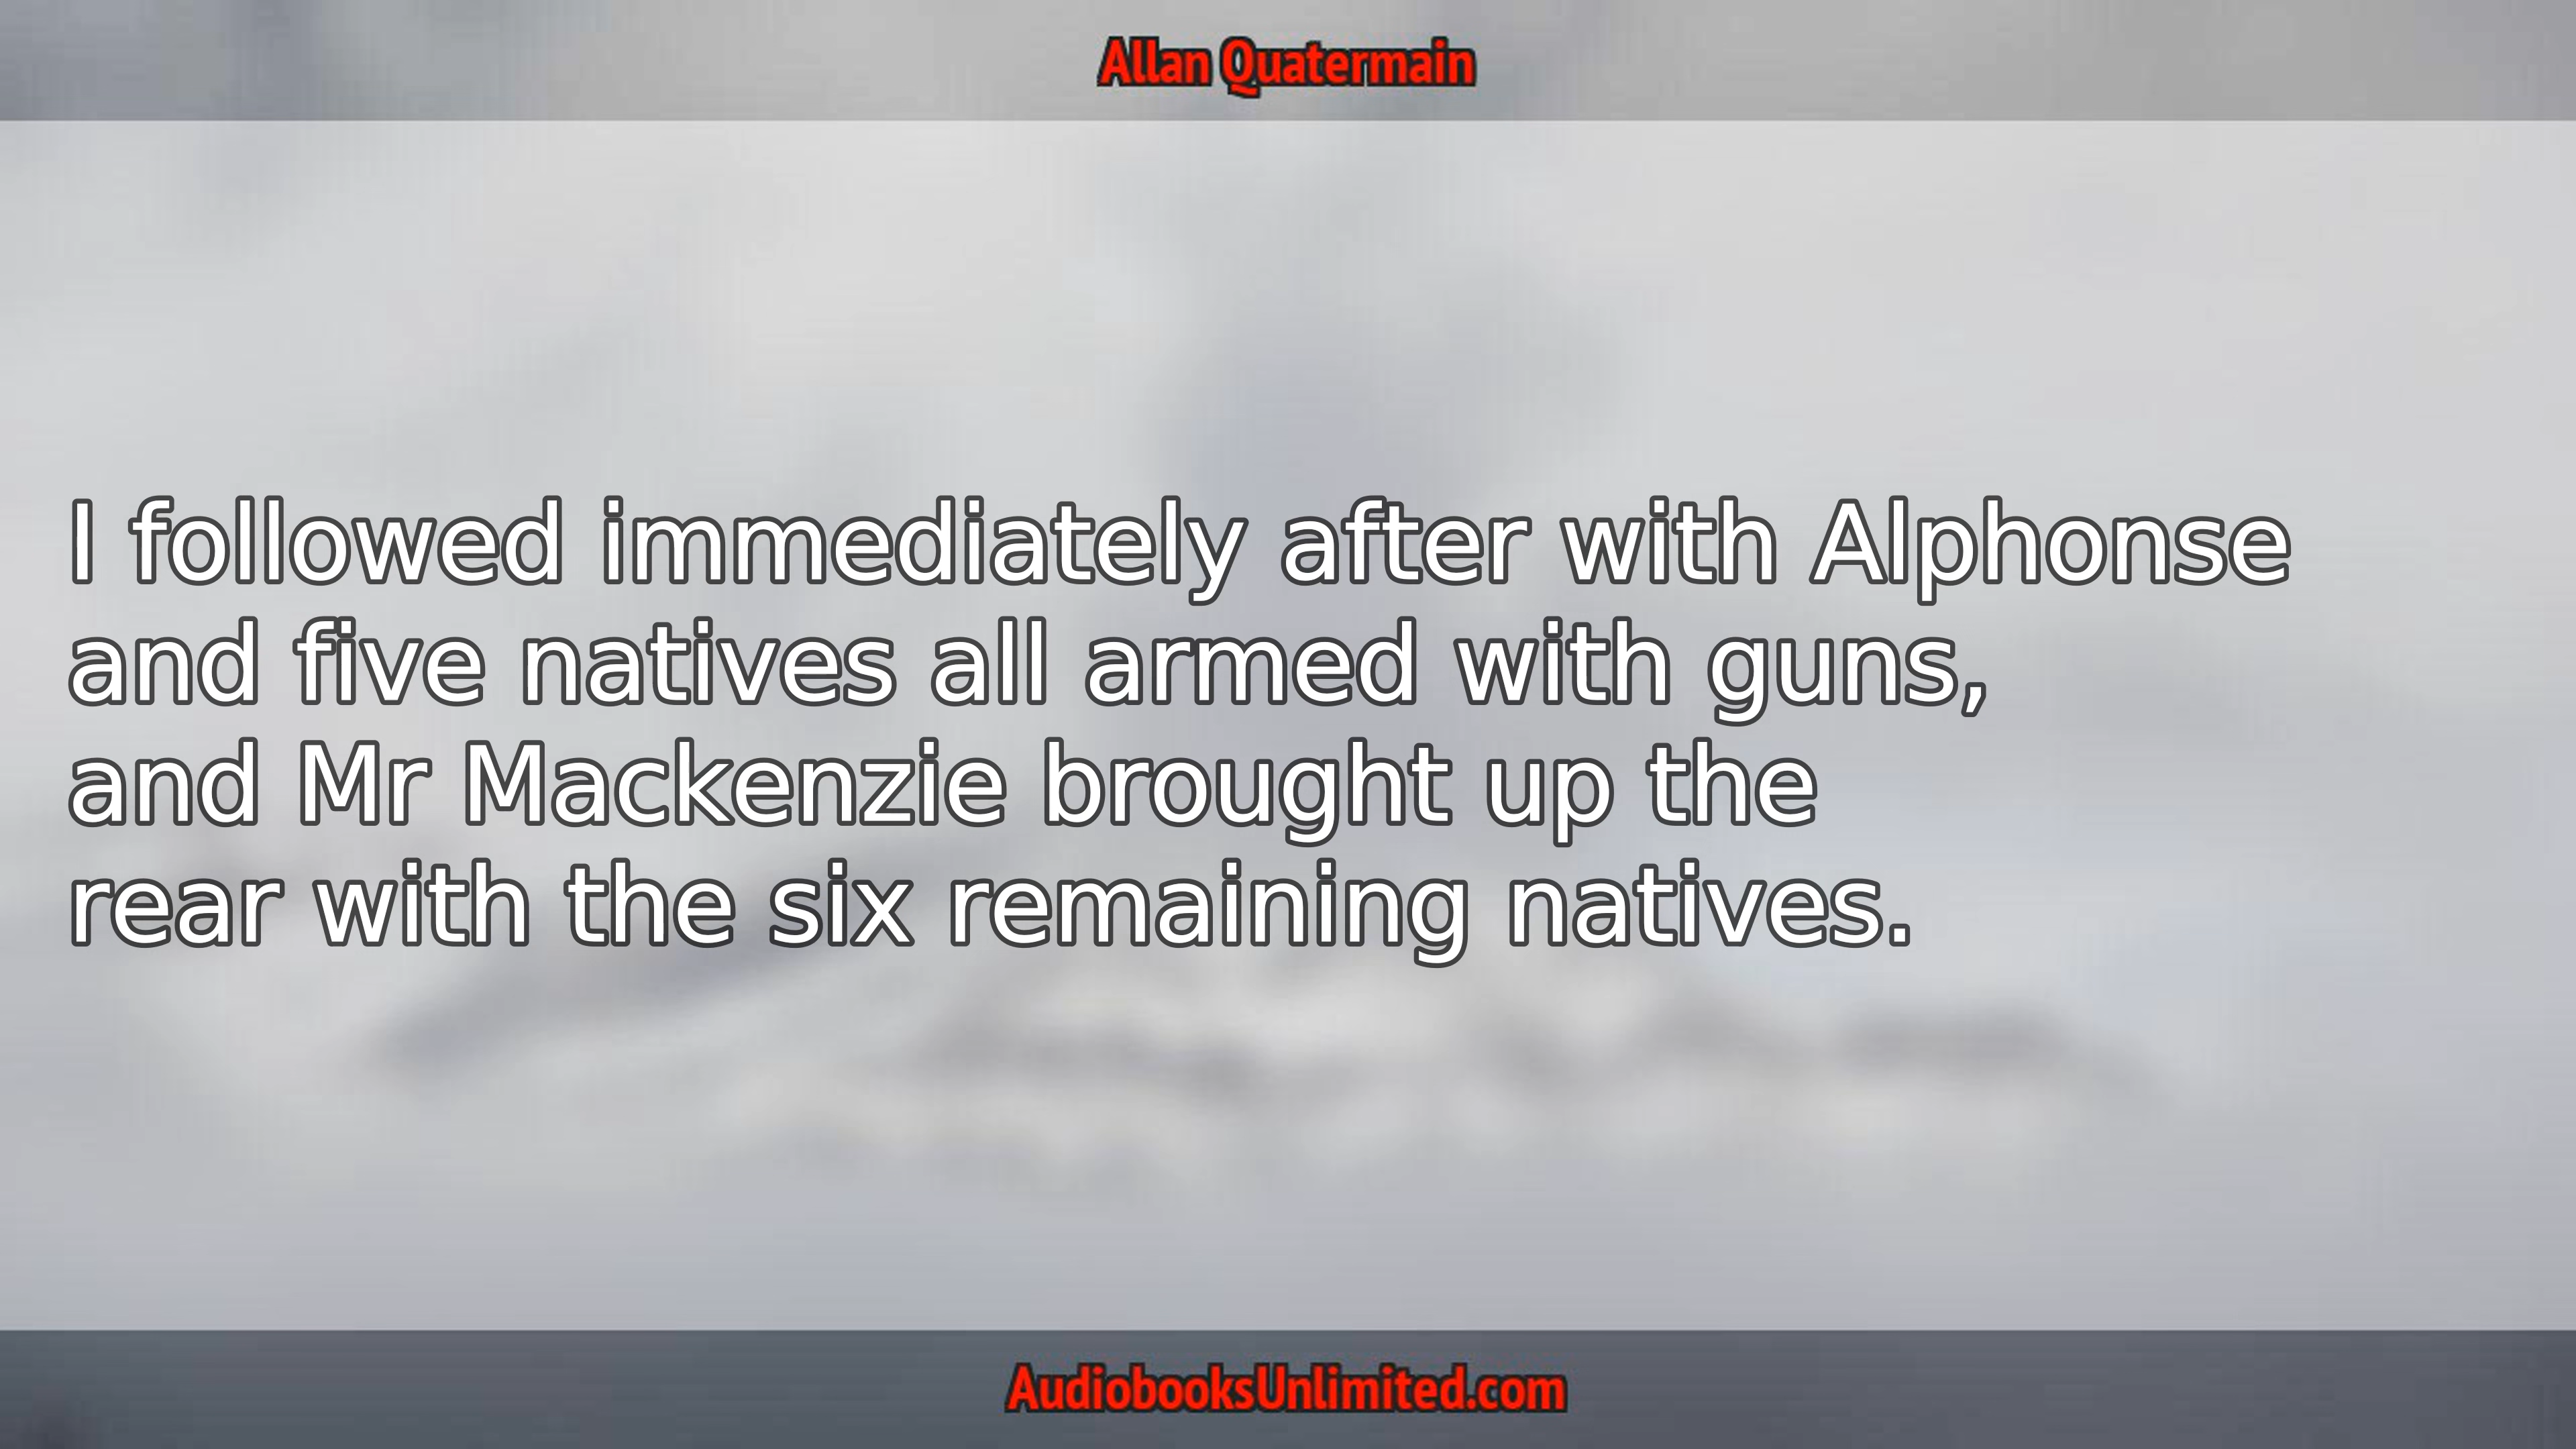 Allan Quatermain
I followed immediately after with Alphonse
and five natives all armed with guns,
and Mr Mackenzie brought up the
rear with the six remaining natives.
AudiobooksUnlimited.com